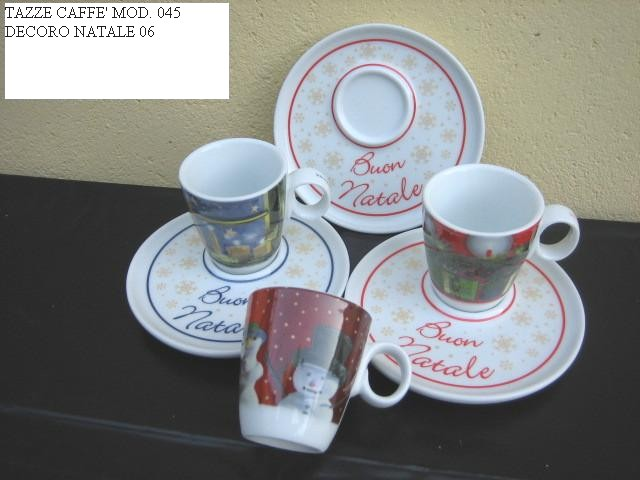 TAZZE CAFFE' MOD. 045
DECORO NATALE 06
Buon
Natale
Buon
Natale
Buon
Natale